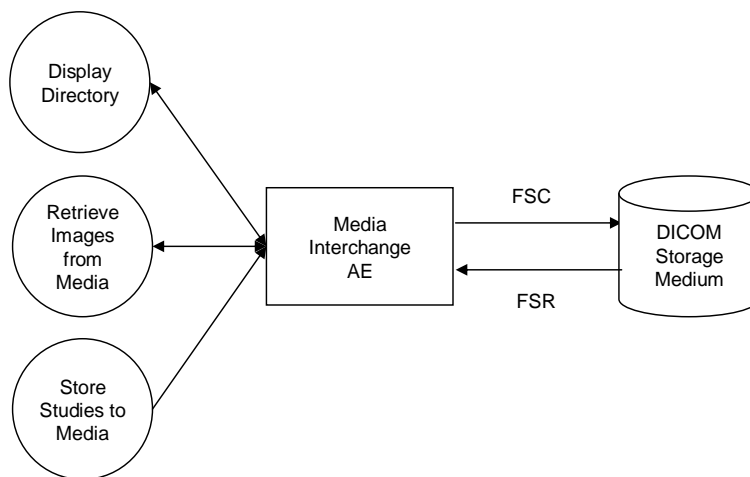 Display
Directory
Retrieve
Images
from
Media
Store
Studies to
Media
Media
Interchange
AE
FSC
FSR
DICOM
Storage
Medium